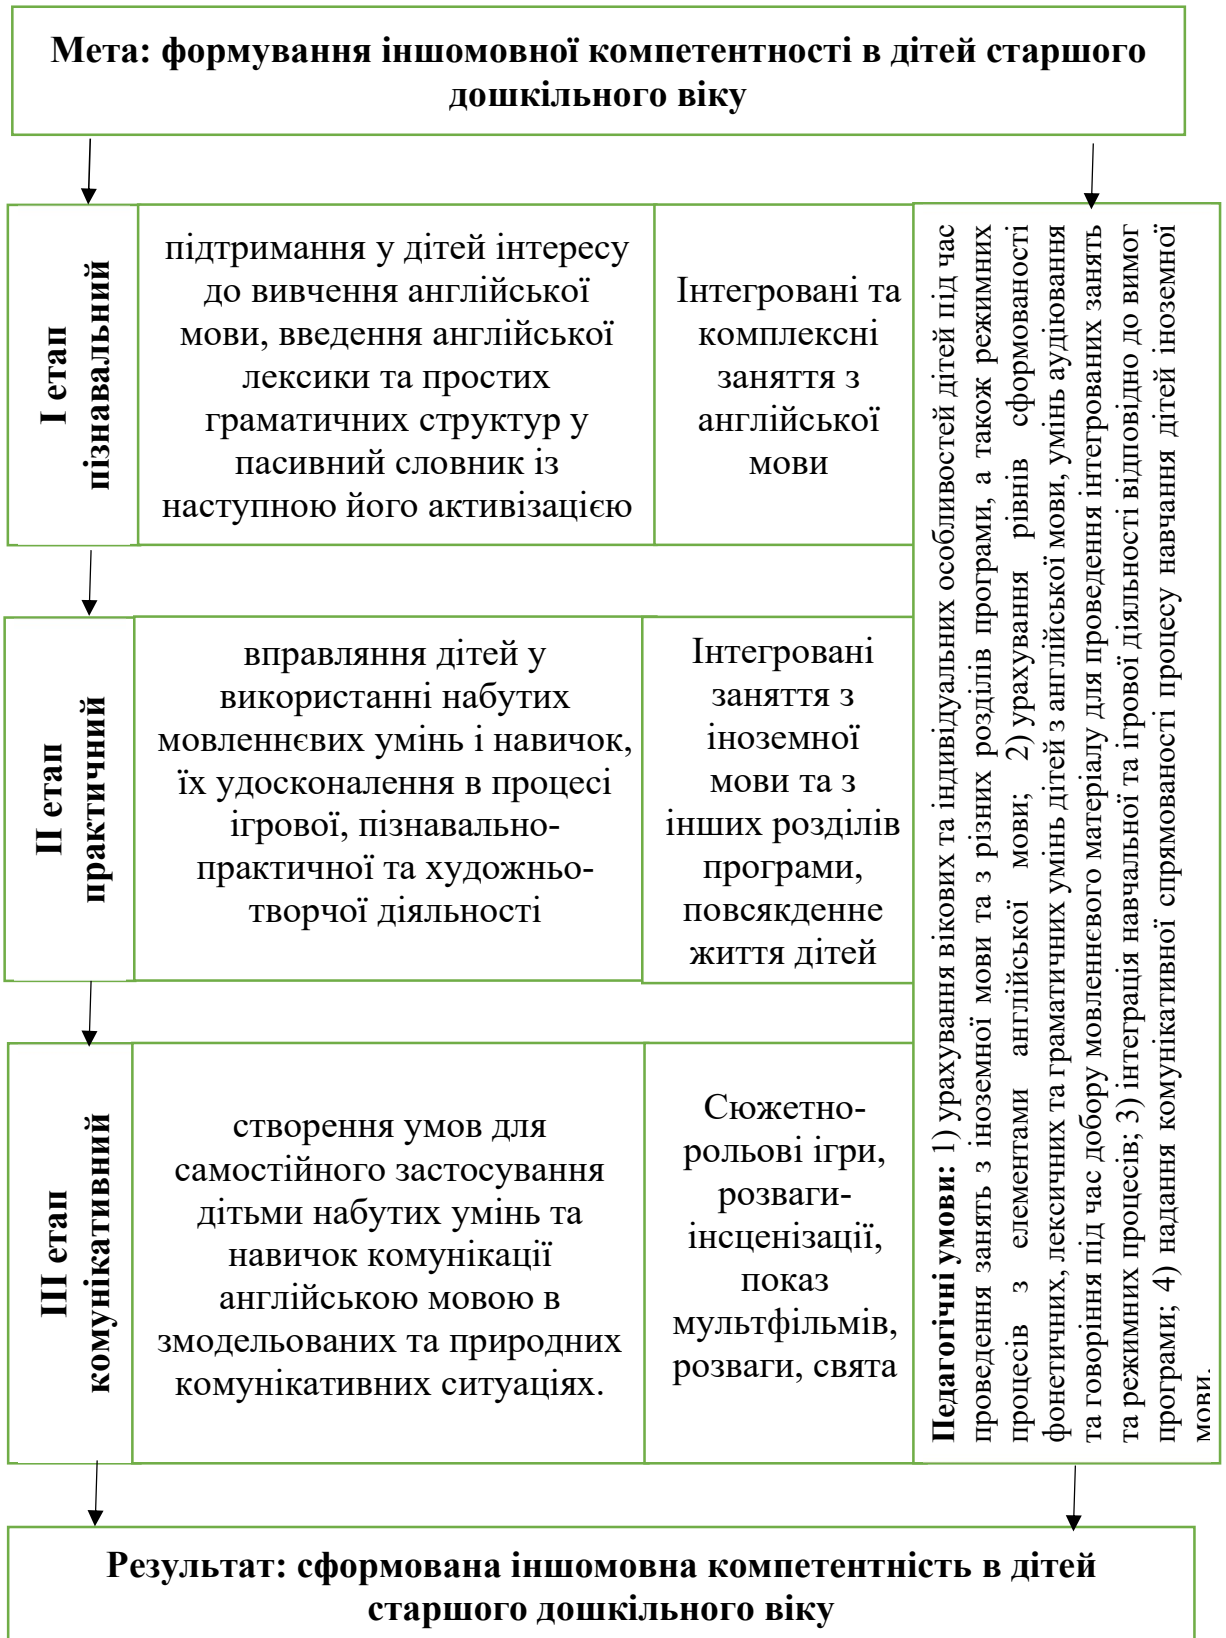 Мета: формування іншомовної компетентності в дітей старшого
дошкільного віку
І етап
пізнавальний
підтримання у дітей інтересу
до вивчення англійської
мови, введення англійської
лексики та простих
граматичних структур у
пасивний словник із
наступною його активізацією
Інтегровані та
комплексні
заняття з
англійської
мови
ІІ етап
практичний
вправляння дітей у
використанні набутих
мовленнєвих умінь і навичок,
їх удосконалення в процесі
ігрової, пізнавально-
практичної та художньо-
творчої діяльності
Інтегровані
заняття з
іноземної
мови та з
інших розділів
програми,
повсякденне
життя дітей
ІІІ етап
комунікативний
створення умов для
самостійного застосування
дітьми набутих умінь та
навичок комунікації
англійською мовою в
змодельованих та природних
комунікативних ситуаціях.
Сюжетно-
рольові ігри,
розваги-
інсценізації,
показ
мультфільмів,
розваги, свята
Педагогічні умови: 1) урахування вікових та індивідуальних особливостей дітей під час
проведення занять з іноземної мови та з різних розділів програми, а також режимних
процесів з елементами англійської мови; 2) урахування рівнів сформованості
фонетичних, лексичних та граматичних умінь дітей з англійської мови, умінь аудіювання
та говоріння під час добору мовленнєвого матеріалу для проведення інтегрованих занять
та режимних процесів; 3) інтеграція навчальної та ігрової діяльності відповідно до вимог
програми; 4) надання комунікативної спрямованості процесу навчання дітей іноземної
мови.
Результат: сформована іншомовна компетентність в дітей
старшого дошкільного віку